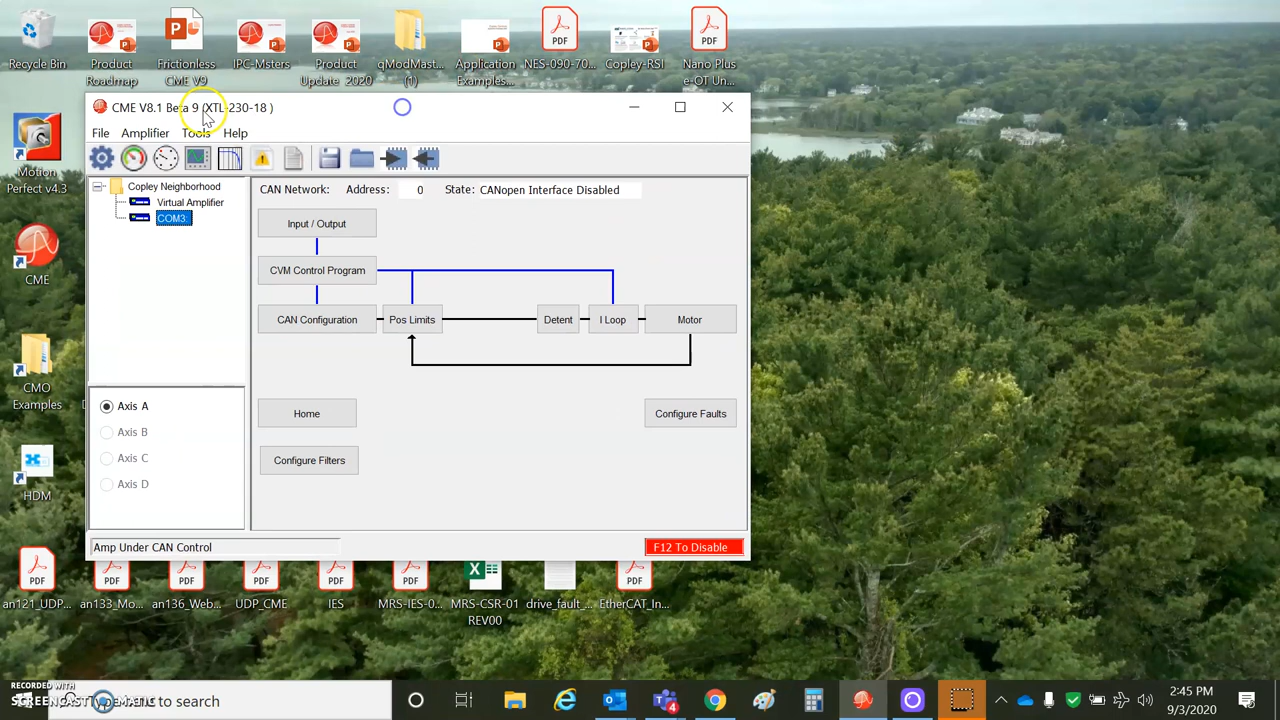 Recycle Bin
Product
Roadmap
Frictionless
CME V9
IPC-Msters
Product
Update_2020
qModMast...
(1)
Application
Examples...
NES-090-70...
Copley-RSI
Nano Plus
e-OT Un...
PDF
PDF
CME V8.1 Beta 9 (XTL-230-18 )
File
Amplifier
Tools
Help
Motion
Perfect v4.3
Copley Neighborhood
Virtual Amplifier
COM3:
CAN Network:
Address:
0
State:
CANopen Interface Disabled
Input / Output
CVM Control Program
CAN Configuration
Pos Limits
Detent
I Loop
Motor
CME
CMO
Examples
Home
Configure Faults
Configure Filters
Axis A
Axis B
Axis C
Axis D
HDM
Amp Under CAN Control
F12 To Disable
PDF
PDF
PDF
PDF
PDF
PDF
PDF
an121_UDP...
an133_Mo...
an136_Web...
UDP_CME
IES
MRS-IES-0...
MRS-CSR-01
REV00
drive_fault_...
EtherCAT_In...
RECORDED WITH
SCREENCAST-O-MATIC
Type here to search
4
2:45 PM
9/3/2020